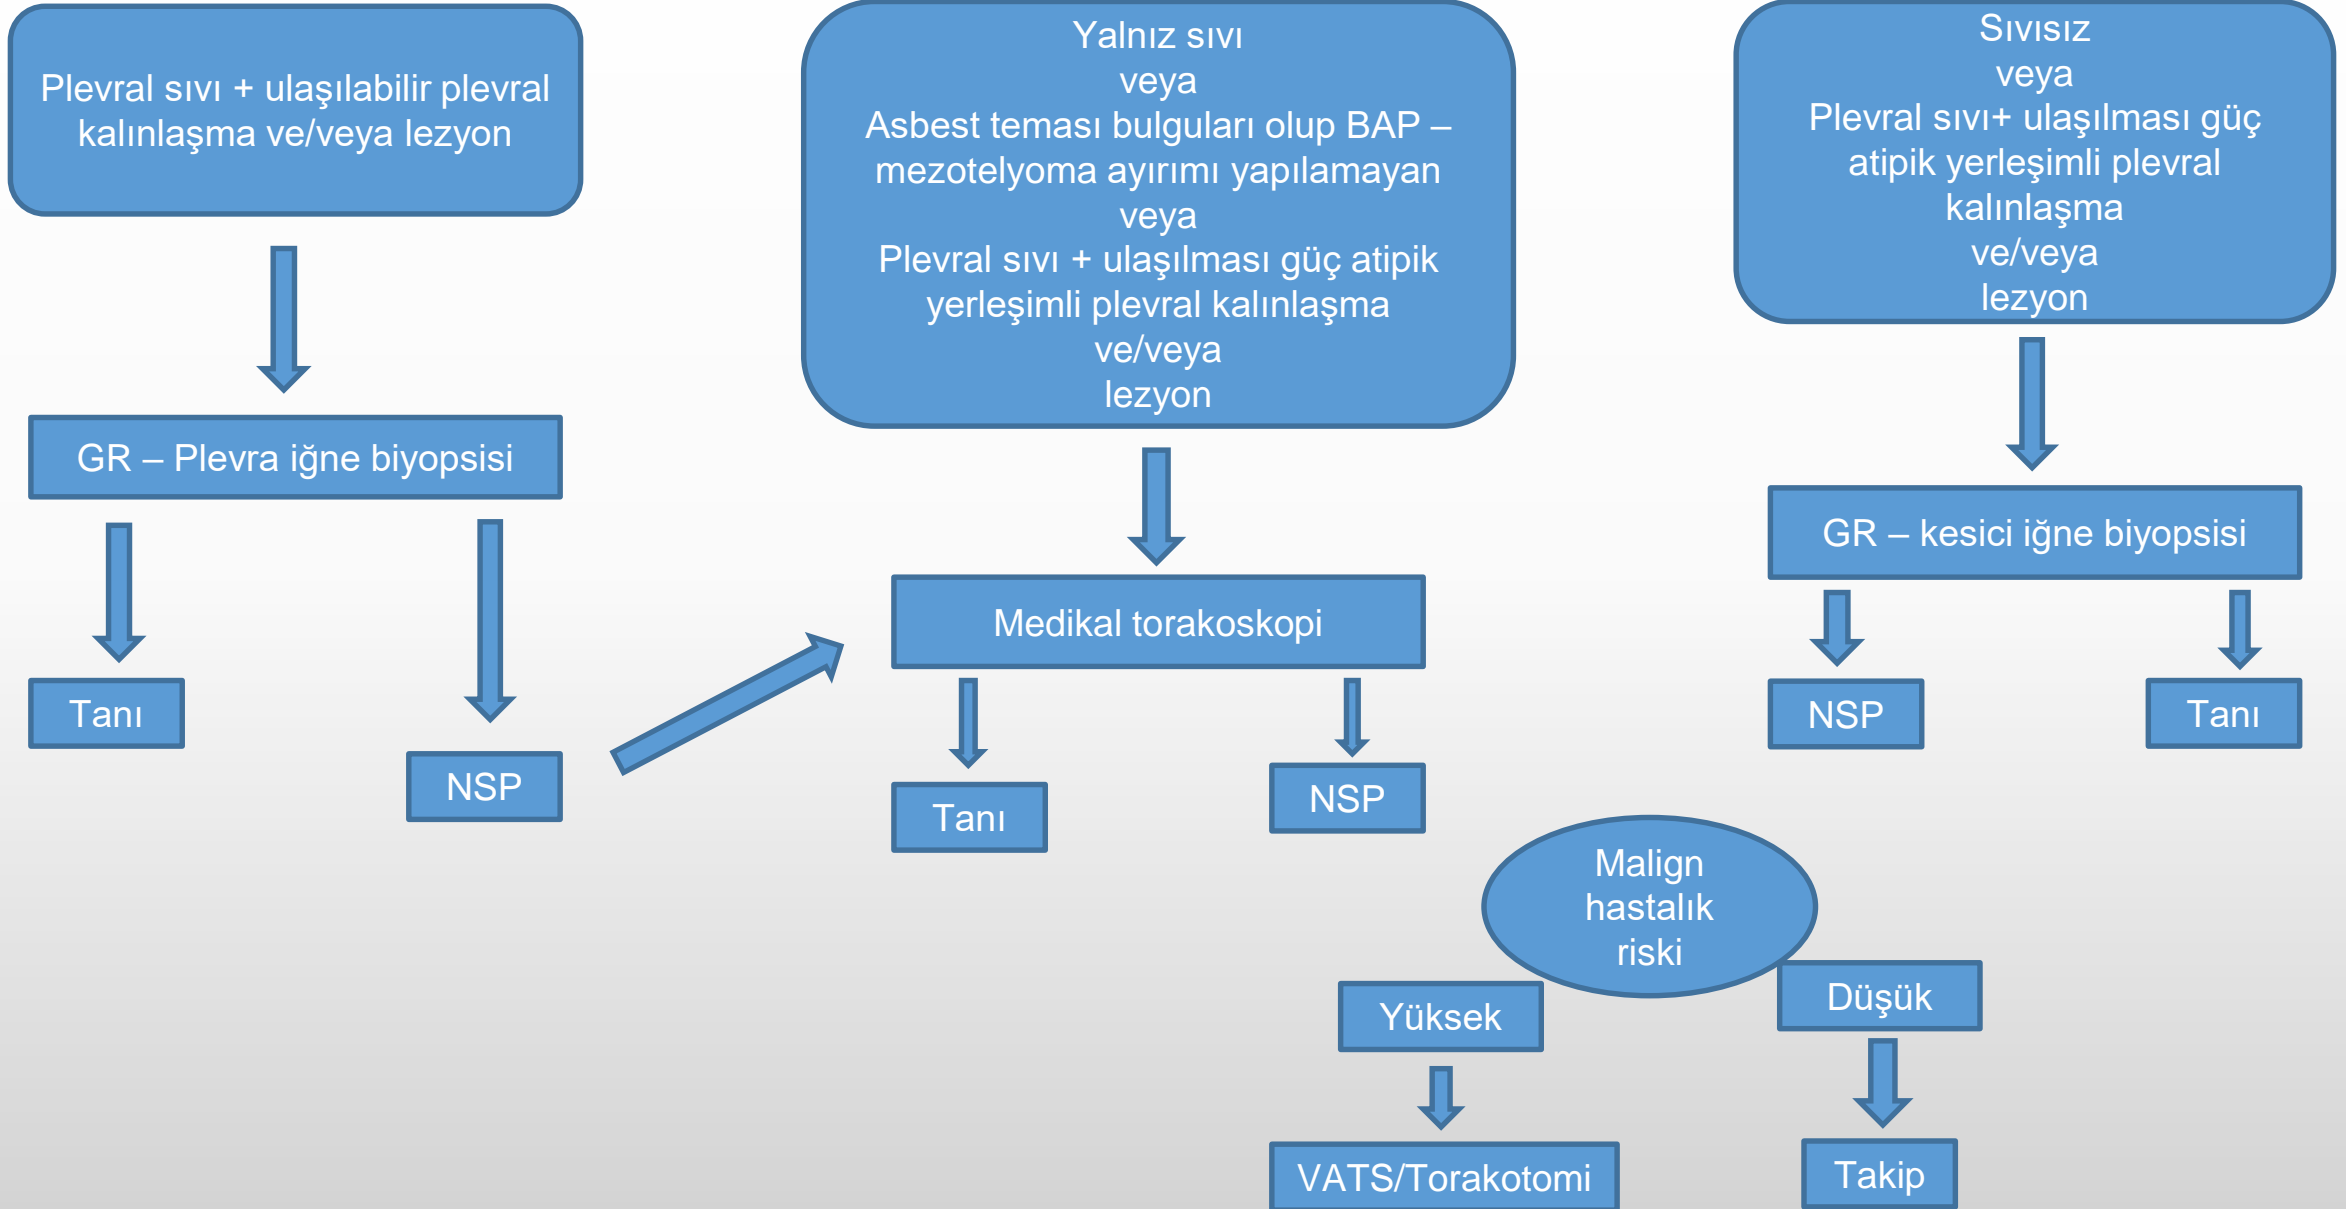 Plevral sıvı + ulaşılabilir plevral
kalınlaşma ve/veya lezyon
GR – Plevra iğne biyopsisi
Tanı
NSP
Yalnız sıvı
veya
Asbest teması bulguları olup BAP –
mezotelyoma ayırımı yapılamayan
veya
Plevral sıvı + ulaşılması güç atipik
yerleşimli plevral kalınlaşma
ve/veya
lezyon
Medikal torakoskopi
Tanı
NSP
Sıvısız
veya
Plevral sıvı+ ulaşılması güç
atipik yerleşimli plevral
kalınlaşma
ve/veya
lezyon
GR – kesici iğne biyopsisi
NSP
Tanı
Malign
hastalık
riski
Yüksek
Düşük
VATS/Torakotomi
Takip